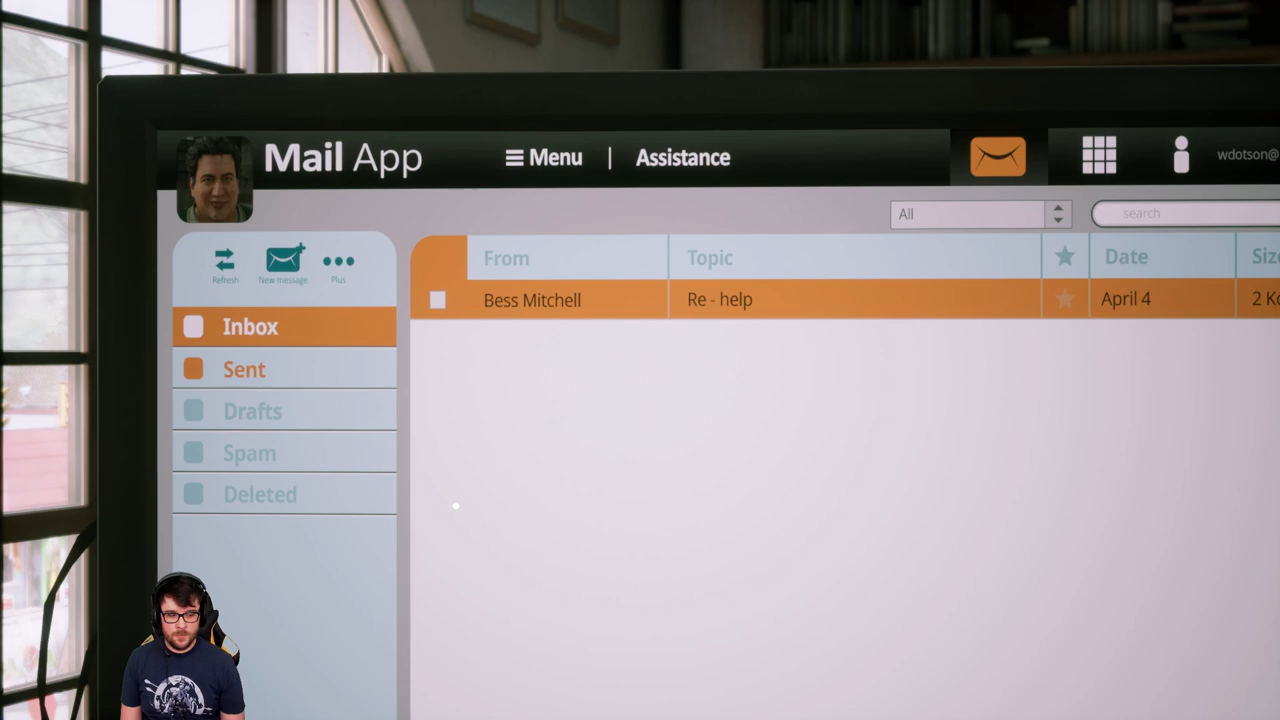 Mail App
Menu | Assistance
wdotson@
All
search
Refresh New message Plus
From Topic Date
Bess Mitchell Re - help April 4 2
Inbox
Sent
Drafts
Spam
Deleted